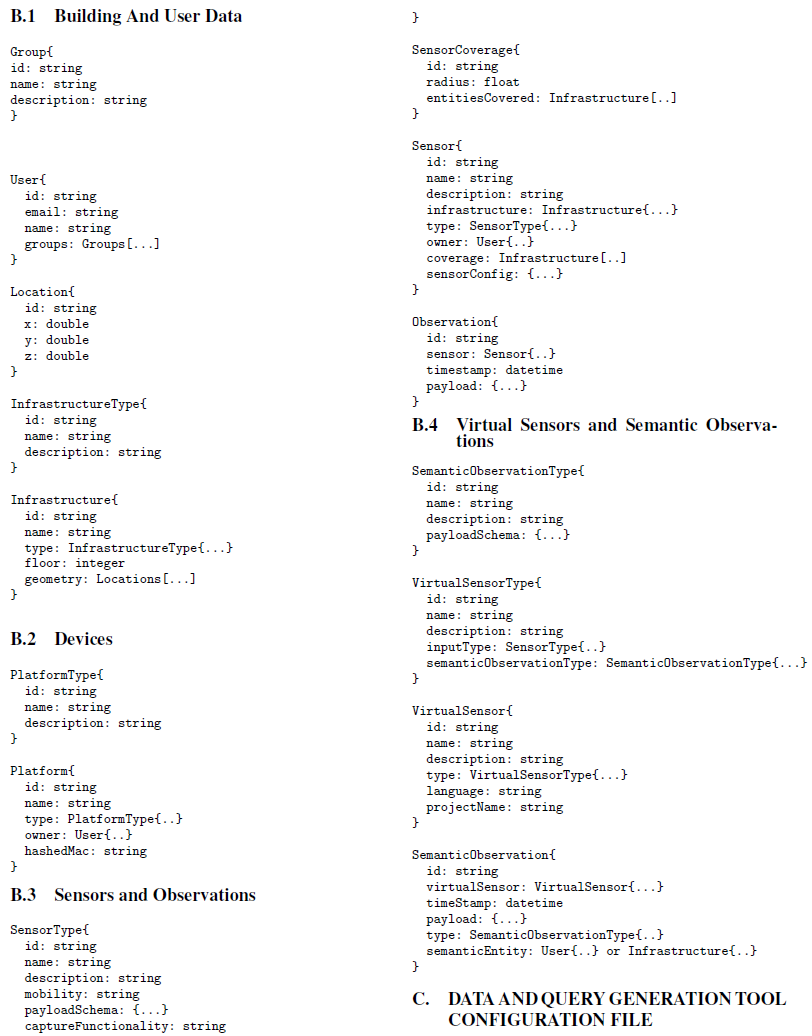 B.1 Building And User Data
Group{
id: string
name: string
description: string
}
User{
id: string
email: string
name: string
groups: Groups[...]
}
Location{
id: string
x: double
y: double
z: double
}
InfrastructureType{
id: string
name: string
description: string
}
Infrastructure{
id: string
name: string
type: InfrastructureType{...}
floor: integer
geometry: Locations[...]
}
B.2 Devices
PlatformType{
id: string
name: string
description: string
}
Platform{
id: string
name: string
type: PlatformType{..}
owner: User{..}
hashedMac: string
}
B.3 Sensors and Observations
SensorType{
id: string
name: string
description: string
mobility: string
payloadSchema: {...}
captureFunctionality: string
}
SensorCoverage{
id: string
radius: float
entitiesCovered: Infrastructure[..]
}
Sensor{
id: string
name: string
description: string
infrastructure: Infrastructure{...}
type: SensorType{...}
owner: User{..}
coverage: Infrastructure[..]
sensorConfig: {...}
}
Observation{
id: string
sensor: Sensor{..}
timestamp: datetime
payload: {...}
}
B.4 Virtual Sensors and Semantic Observa-
tions
SemanticObservationType{
id: string
name: string
description: string
payloadSchema: {...}
}
VirtualSensorType{
id: string
name: string
description: string
inputType: SensorType{..}
semanticObservationType: SemanticObservationType{...}
}
VirtualSensor{
id: string
name: string
description: string
type: VirtualSensorType{...}
language: string
projectName: string
}
SemanticObservation{
id: string
virtualSensor: VirtualSensor{...}
timeStamp: datetime
payload: {...}
type: SemanticObservationType{..}
semanticEntity: User{..} or Infrastructure{..}
}
C. DATA AND QUERY GENERATION TOOL
CONFIGURATION FILE